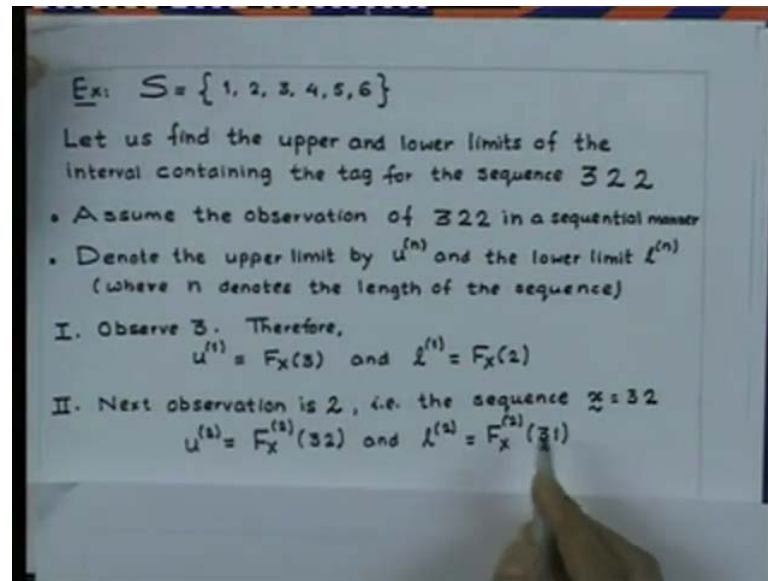 Ex: S = { 1, 2, 3, 4, 5, 6 }
Let us find the upper and lower limits of the
interval containing the tag for the sequence 3 2 2
• Assume the observation of 322 in a sequential manner
• Denote the upper limit by u^(n) and the lower limit l^(n)
(where n denotes the length of the sequence)
I. Observe 3. Therefore,
u^(1) = F_X(3) and l^(1) = F_X(2)
II. Next observation is 2, i.e. the sequence x = 32
u^(2) = F_X^(2)(32) and l^(2) = F_X^(2)(31)